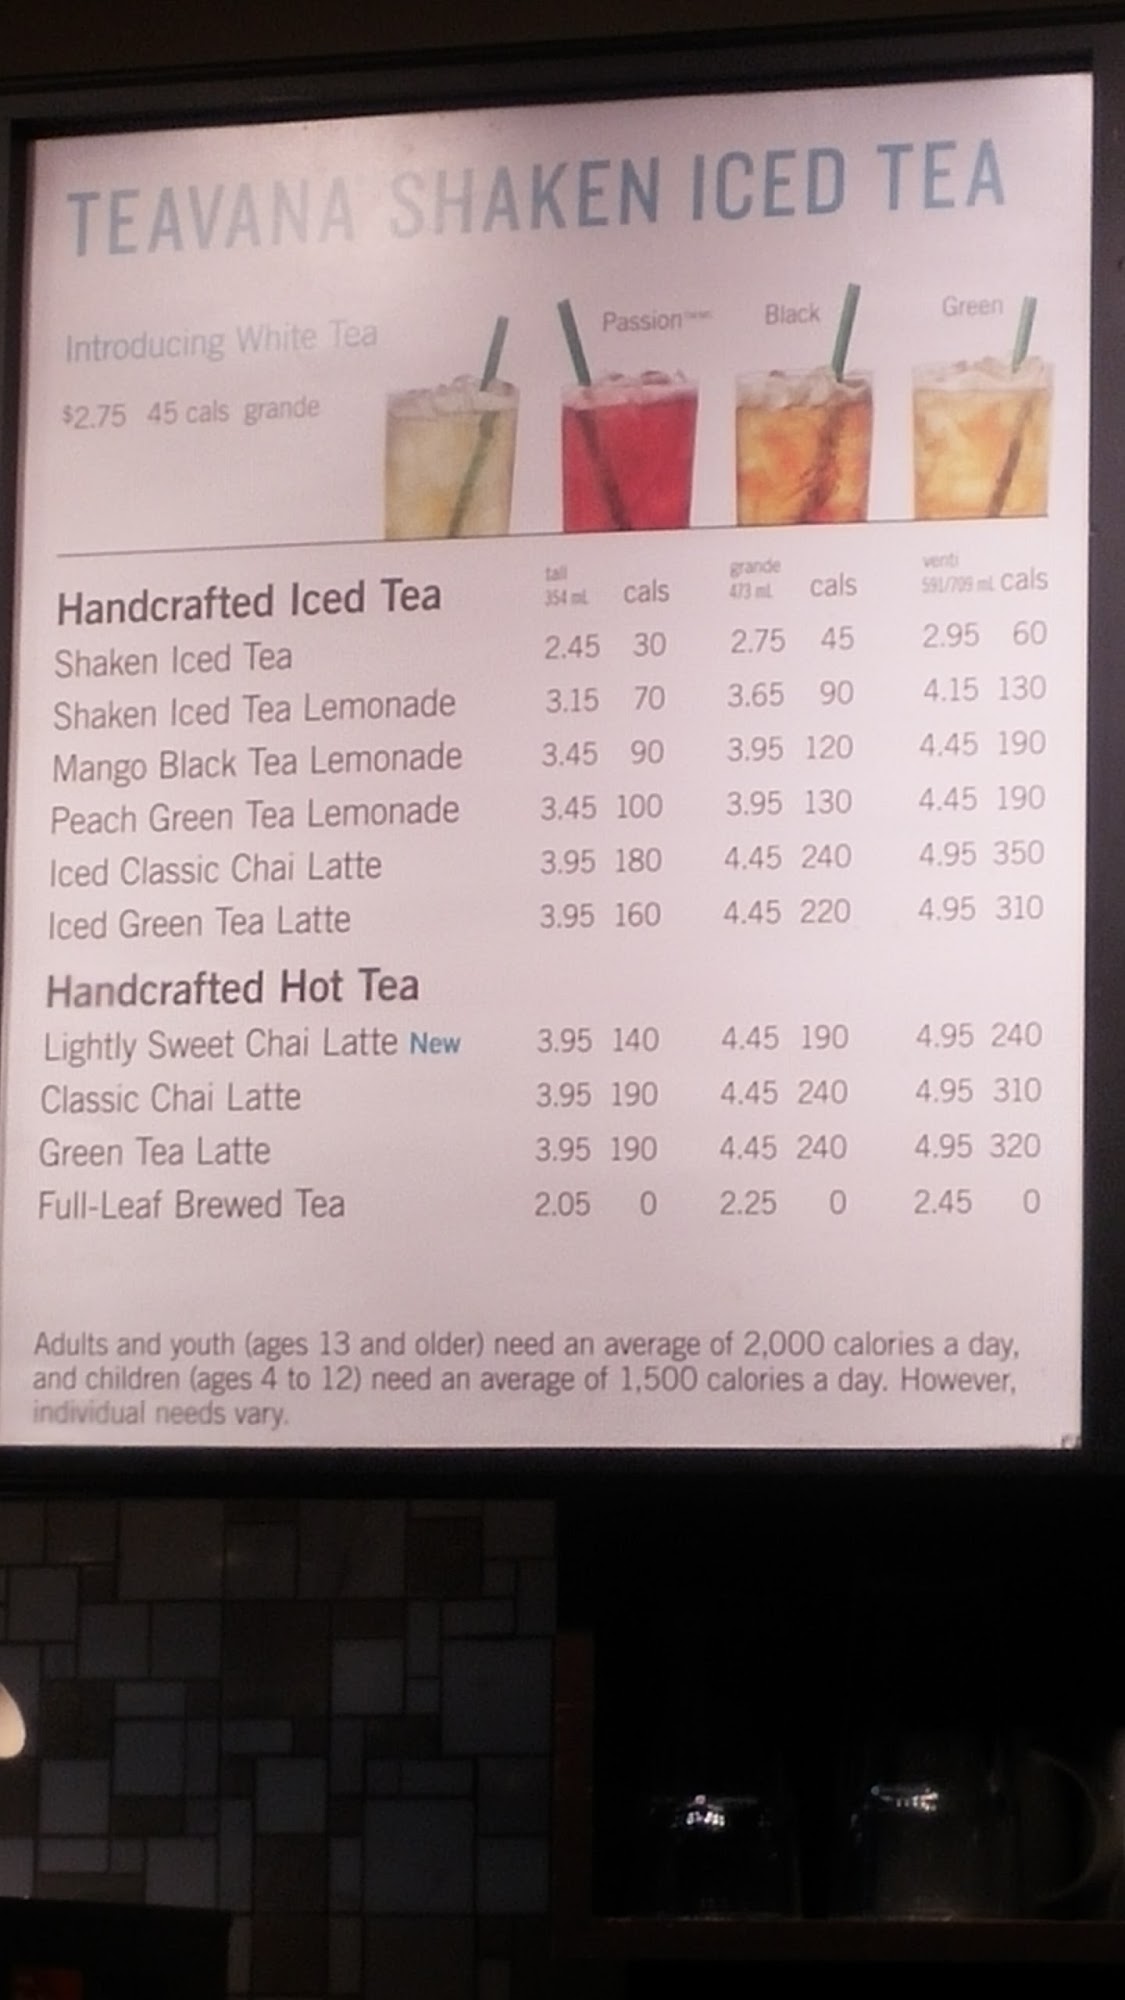 TEAVANA SHAKEN ICED TEA
Passion Black Green
Introducing White Tea
$2.75 45 cals grande
tall grande venti
Handcrafted Iced Tea 354 mL cals 473 mL cals 591/709 mL cals
Shaken Iced Tea 2.45 30 2.75 45 2.95 60
Shaken Iced Tea Lemonade 3.15 70 3.65 90 4.15 130
Mango Black Tea Lemonade 3.45 90 3.95 120 4.45 190
Peach Green Tea Lemonade 3.45 100 3.95 130 4.45 190
Iced Classic Chai Latte 3.95 180 4.45 240 4.95 350
Iced Green Tea Latte 3.95 160 4.45 220 4.95 310
Handcrafted Hot Tea
Lightly Sweet Chai Latte New 3.95 140 4.45 190 4.95 240
Classic Chai Latte 3.95 190 4.45 240 4.95 310
Green Tea Latte 3.95 190 4.45 240 4.95 320
Full-Leaf Brewed Tea 2.05 0 2.25 0 2.45 0
Adults and youth (ages 13 and older) need an average of 2,000 calories a day,
and children (ages 4 to 12) need an average of 1,500 calories a day. However,
individual needs vary.